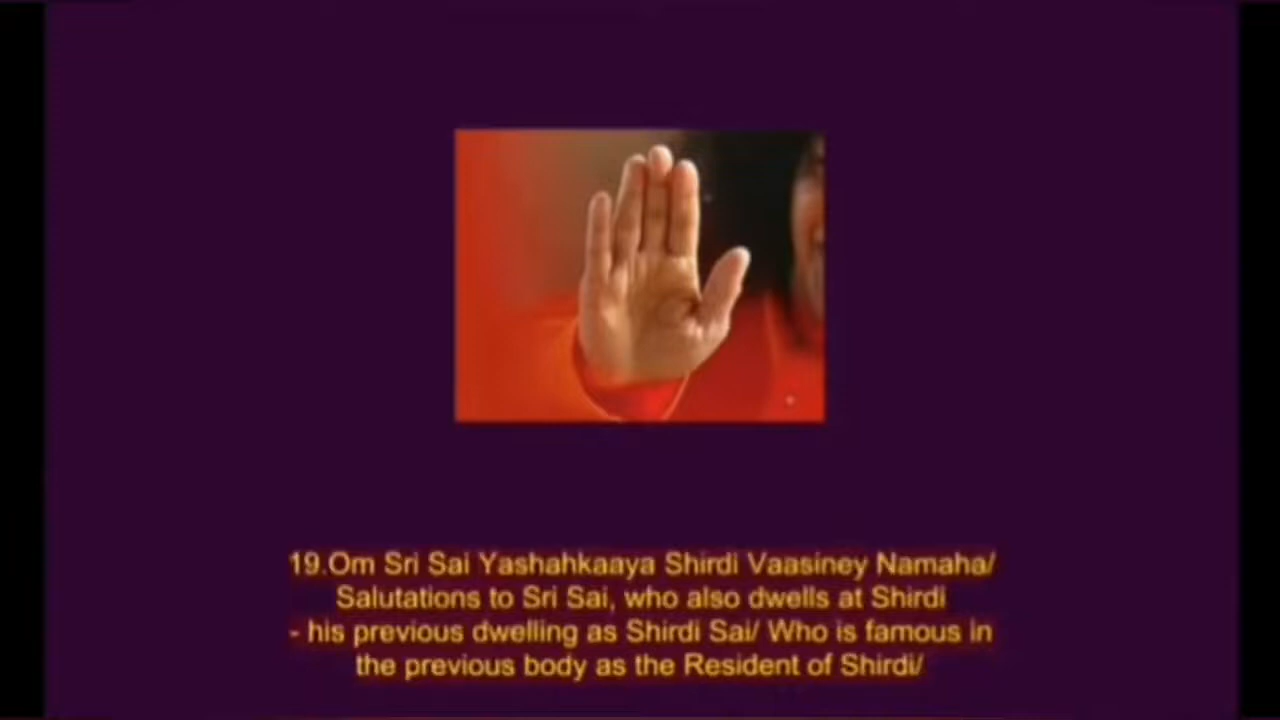 19.Om Sri Sai Yashahkaaya Shirdi Vaasiney Namaha/
Salutations to Sri Sai, who also dwells at Shirdi
- his previous dwelling as Shirdi Sai/ Who is famous in
the previous body as the Resident of Shirdi/